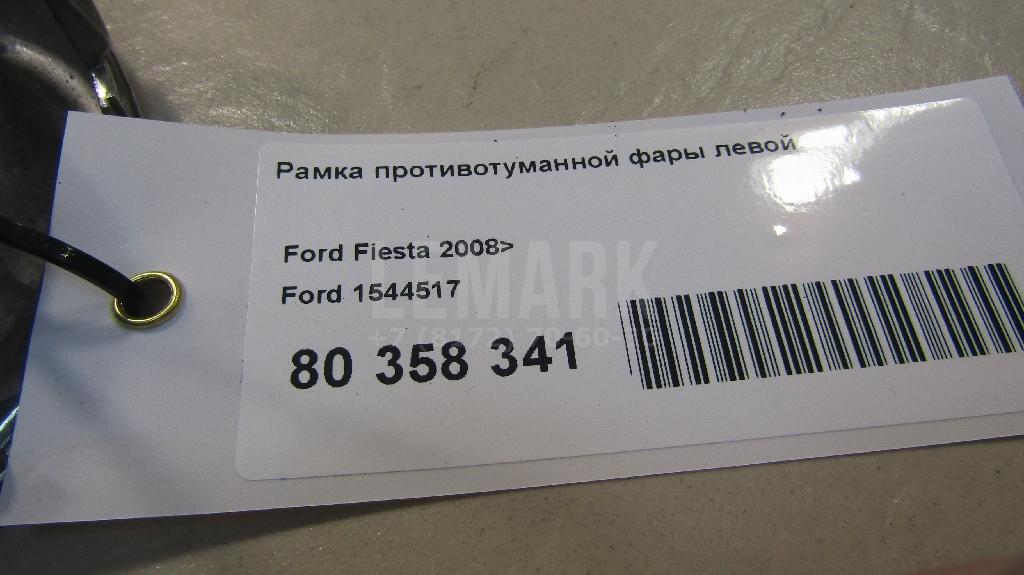 Рамка противотуманной фары левой
Ford Fiesta 2008>
LEMARK
Ford 1544517
80 358 341